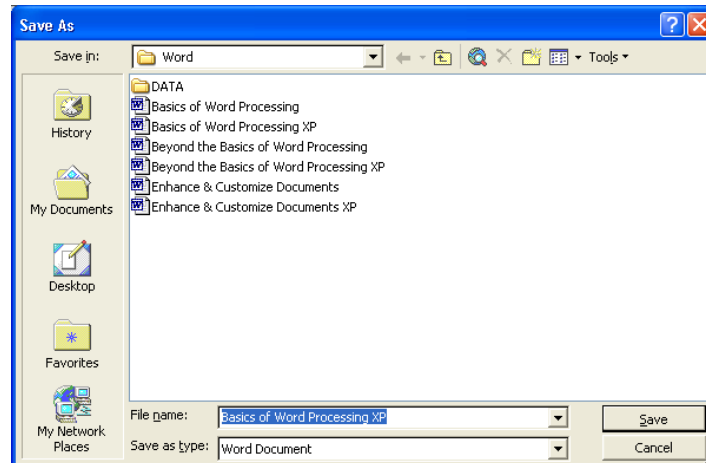 Save As
Save in:
Word
Tools
History
My Documents
Desktop
Favorites
My Network
Places
DATA
Basics of Word Processing
Basics of Word Processing XP
Beyond the Basics of Word Processing
Beyond the Basics of Word Processing XP
Enhance & Customize Documents
Enhance & Customize Documents XP
File name:
Basics of Word Processing XP
Save
Save as type:
Word Document
Cancel